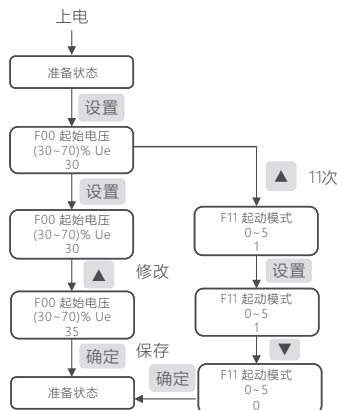 上电
准备状态
设置
F00 起始电压
(30~70)% Ue
30
设置
F00 起始电压
(30~70)% Ue
30
▲ 修改
F00 起始电压
(30~70)% Ue
35
确定 保存
准备状态
▲ 11次
F11 起动模式
0~5
1
设置
F11 起动模式
0~5
1
▼
F11 起动模式
0~5
0
确定